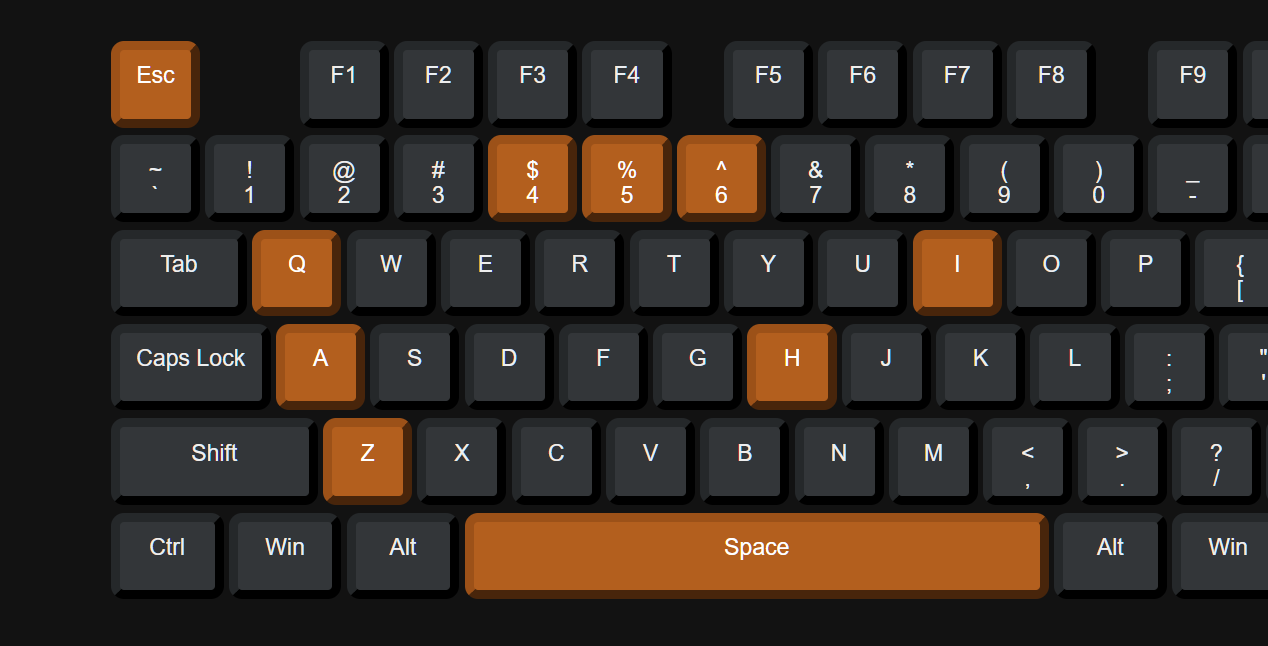 Esc F1 F2 F3 F4 F5 F6 F7 F8 F9
~ ! @ # $ % ^ & * ( ) _
` 1 2 3 4 5 6 7 8 9 0 -
Tab Q W E R T Y U I O P {
[
Caps Lock A S D F G H J K L : "
; '
Shift Z X C V B N M < > ?
, . /
Ctrl Win Alt Space Alt Win